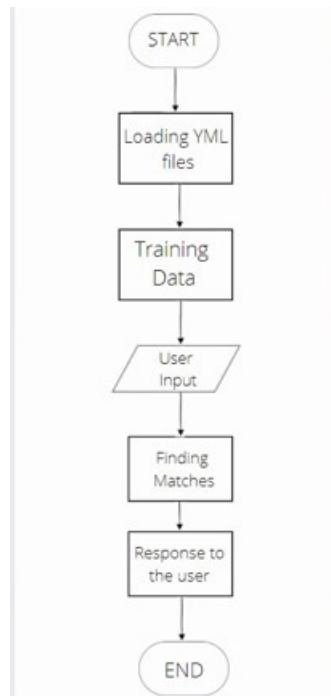 START
Loading YML
files
Training
Data
User
Input
Finding
Matches
Response to
the user
END